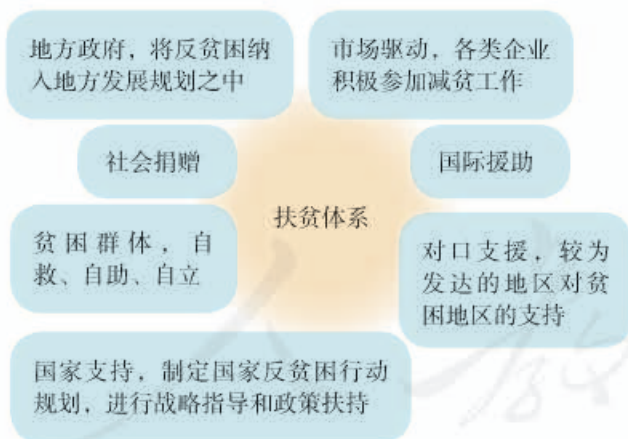 地方政府，将反贫困纳
入地方发展规划之中
市场驱动，各类企业
积极参加减贫工作
社会捐赠
国际援助
扶贫体系
贫困群体，自
救、自助、自立
对口支援，较为
发达的地区对贫
困地区的支持
国家支持，制定国家反贫困行动
规划，进行战略指导和政策扶持
人
教